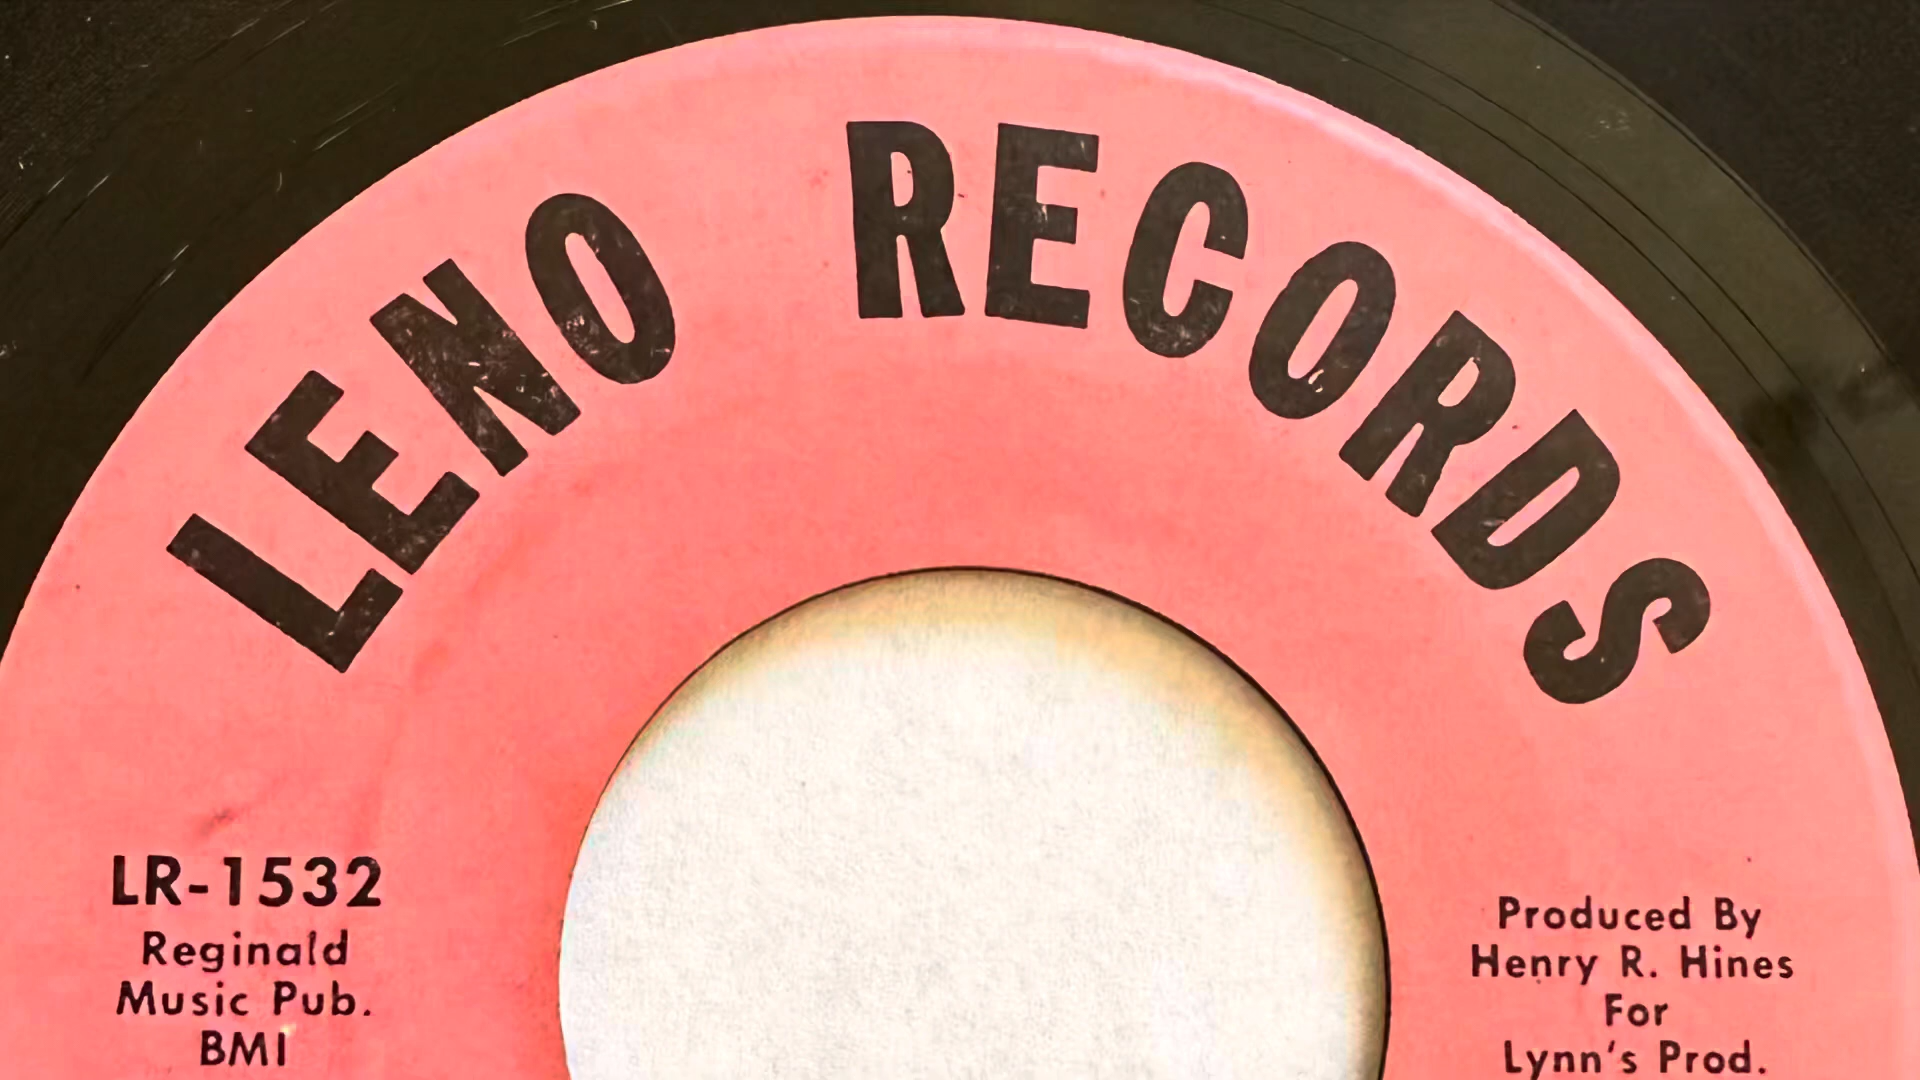 LENO RECORDS
LR-1532
Reginald
Music Pub.
BMI
Produced By
Henry R. Hines
For
Lynn's Prod.